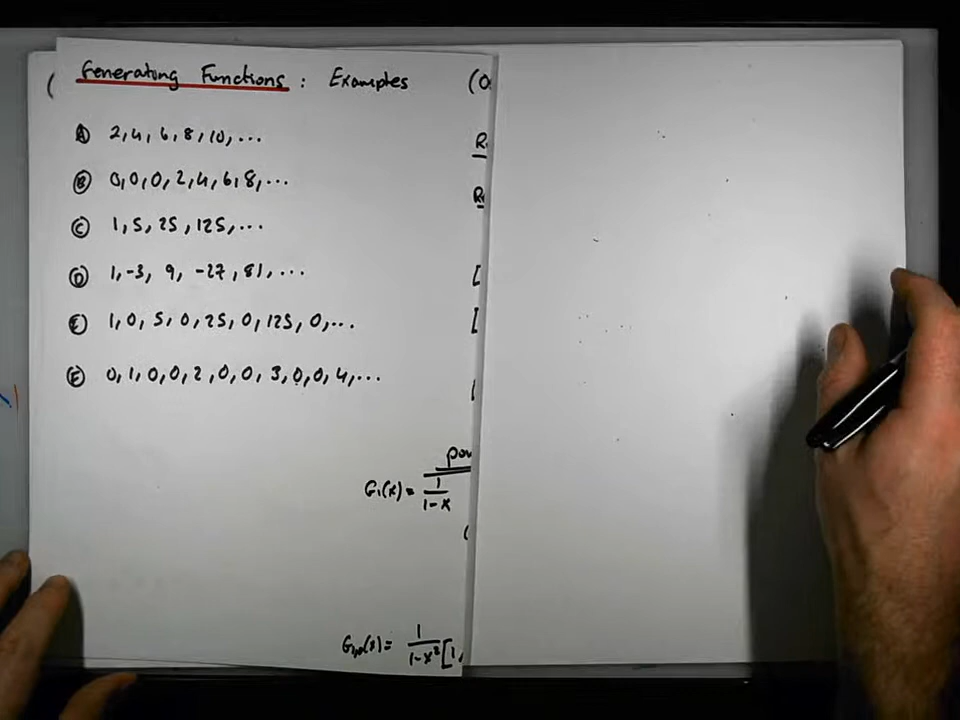 Generating Functions : Examples
(A) 2, 4, 6, 8, 10, ...
(B) 0, 0, 0, 2, 4, 6, 8, ...
(C) 1, 5, 25, 125, ...
(D) 1, -3, 9, -27, 81, ...
(E) 1, 0, 5, 0, 25, 0, 125, 0, ...
(F) 0, 1, 0, 0, 2, 0, 0, 3, 0, 0, 4, ...
G₁(x) = 1/(1-x)